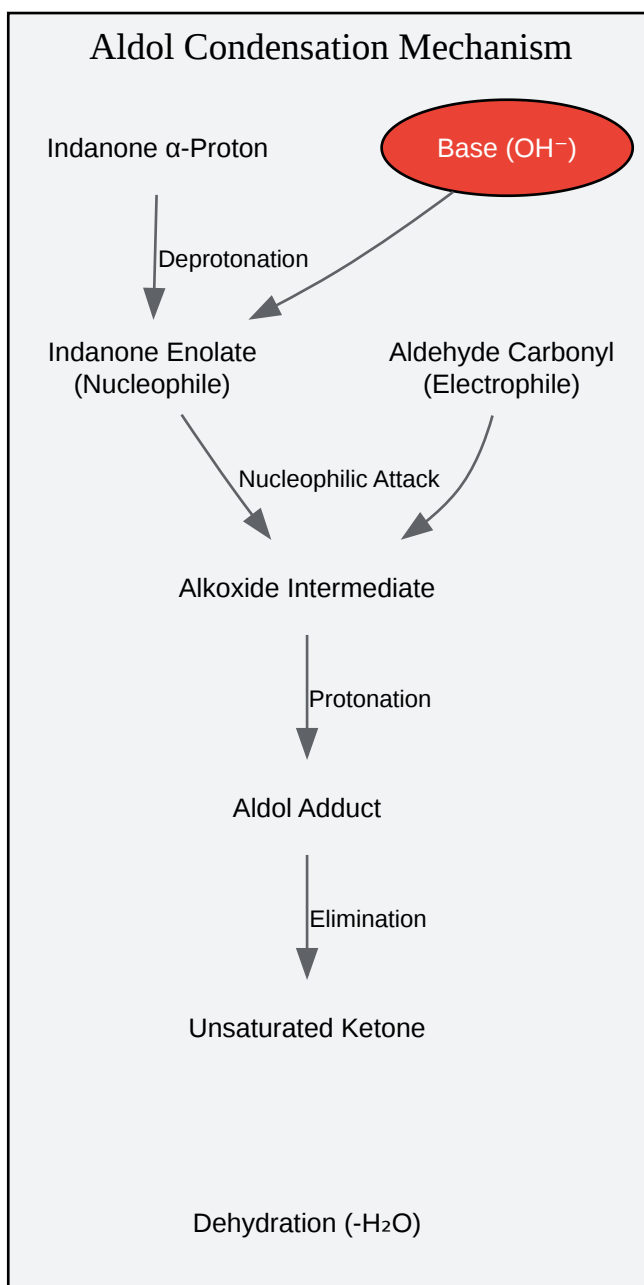 Aldol Condensation Mechanism
Indanone α-Proton
Base (OH⁻)
Deprotonation
Indanone Enolate
(Nucleophile)
Aldehyde Carbonyl
(Electrophile)
Nucleophilic Attack
Alkoxide Intermediate
Protonation
Aldol Adduct
Elimination
Unsaturated Ketone
Dehydration (-H₂O)